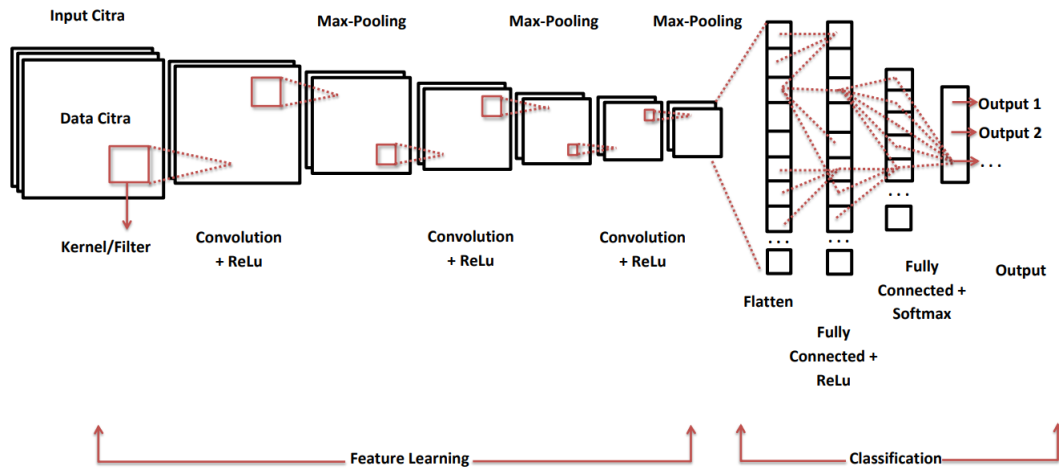 Input Citra
Max-Pooling
Max-Pooling
Max-Pooling
Data Citra
Output 1
Output 2
. . .
Kernel/Filter
Convolution
+ ReLu
Convolution
+ ReLu
Convolution
+ ReLu
...
...
...
Flatten
Fully
Connected +
ReLu
Fully
Connected +
Softmax
Output
Feature Learning
Classification